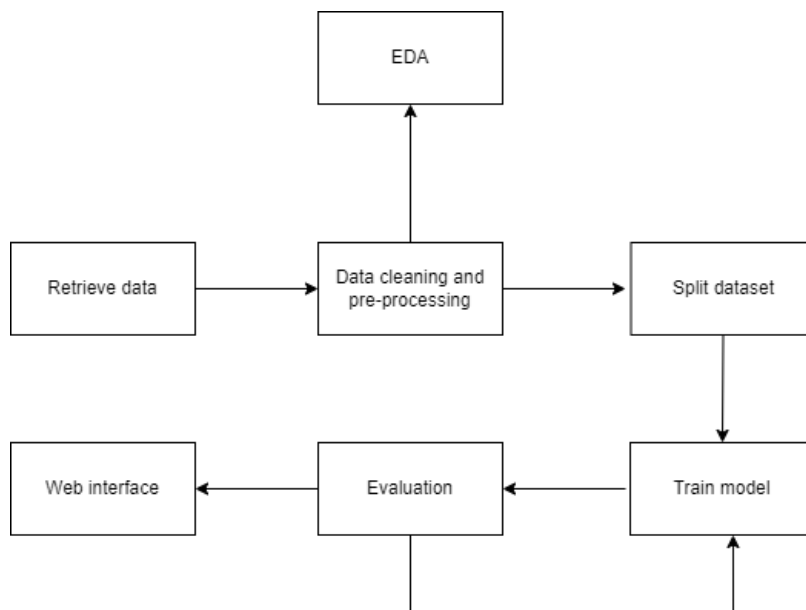 EDA
Retrieve data
Data cleaning and
pre-processing
Split dataset
Web interface
Evaluation
Train model